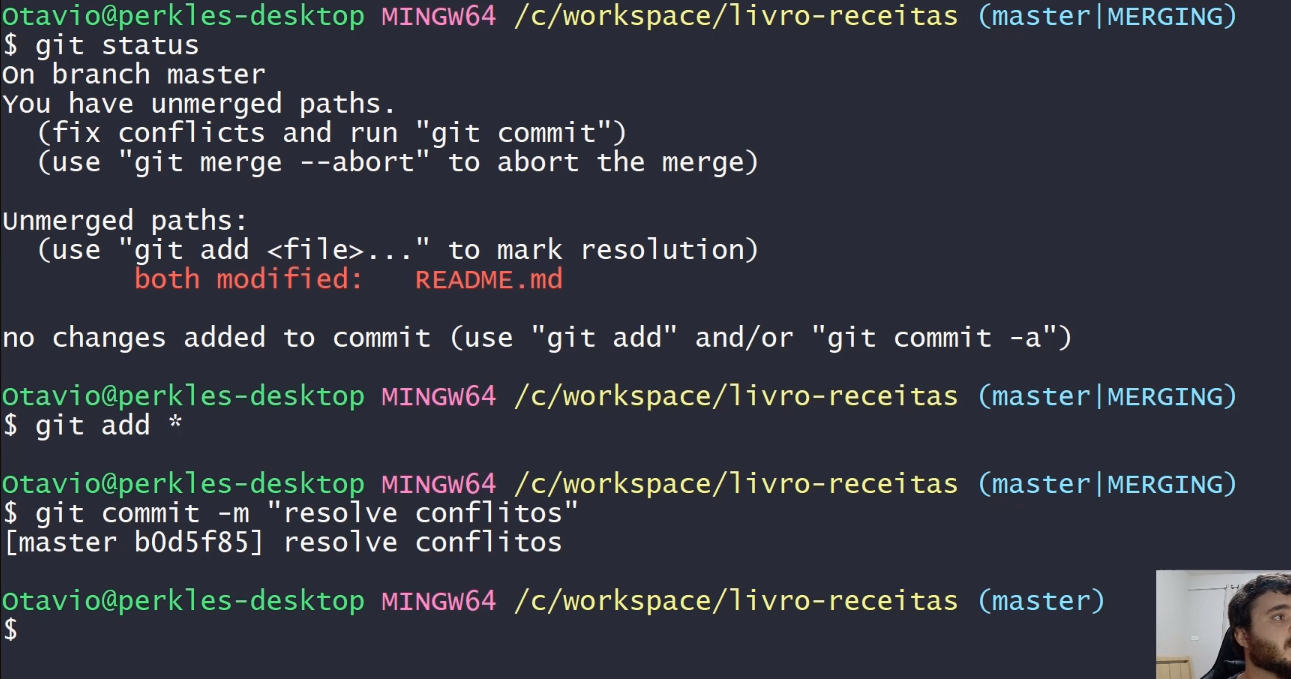 Otavio@perkles-desktop MINGW64 /c/workspace/livro-receitas (master|MERGING)
$ git status
On branch master
You have unmerged paths.
  (fix conflicts and run "git commit")
  (use "git merge --abort" to abort the merge)

Unmerged paths:
  (use "git add <file>..." to mark resolution)
        both modified:   README.md

no changes added to commit (use "git add" and/or "git commit -a")

Otavio@perkles-desktop MINGW64 /c/workspace/livro-receitas (master|MERGING)
$ git add *

Otavio@perkles-desktop MINGW64 /c/workspace/livro-receitas (master|MERGING)
$ git commit -m "resolve conflitos"
[master b0d5f85] resolve conflitos

Otavio@perkles-desktop MINGW64 /c/workspace/livro-receitas (master)
$